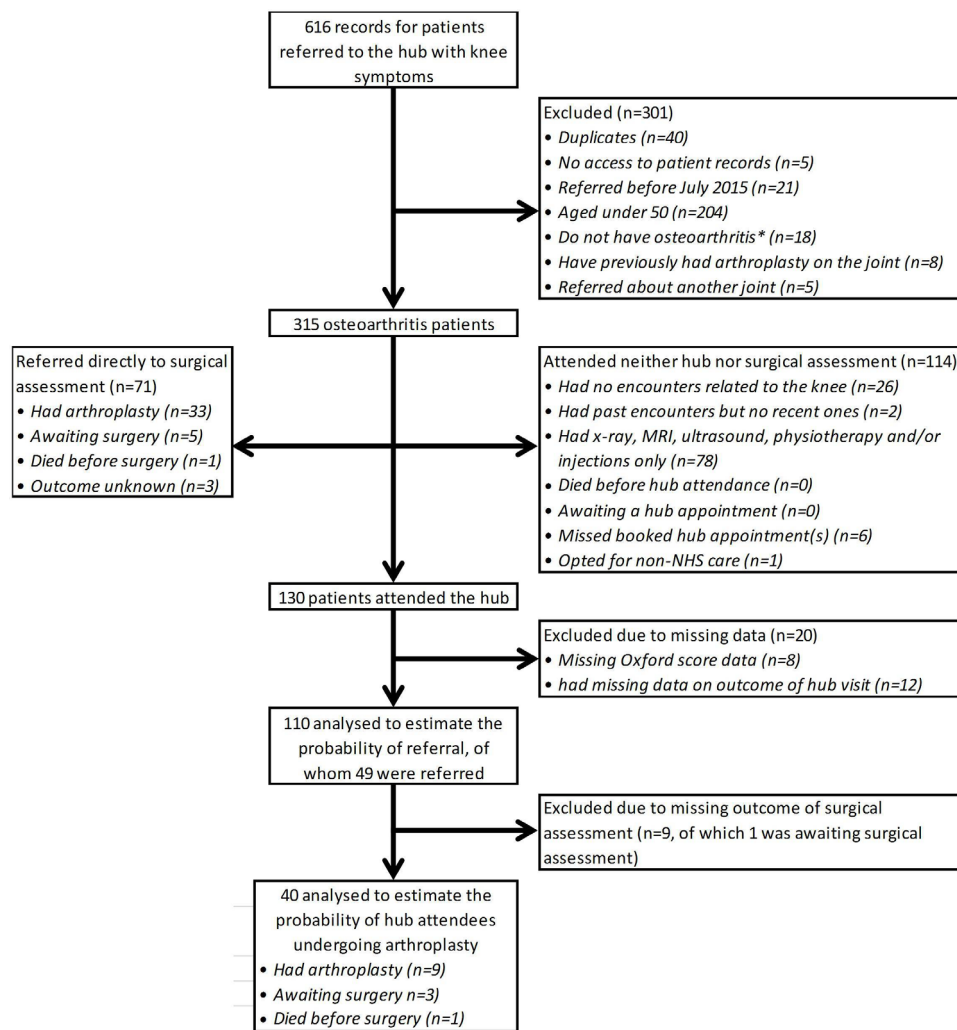 616 records for patients
referred to the hub with knee
symptoms
Excluded (n=301)
• Duplicates (n=40)
• No access to patient records (n=5)
• Referred before July 2015 (n=21)
• Aged under 50 (n=204)
• Do not have osteoarthritis* (n=18)
• Have previously had arthroplasty on the joint (n=8)
• Referred about another joint (n=5)
315 osteoarthritis patients
Referred directly to surgical
assessment (n=71)
• Had arthroplasty (n=33)
• Awaiting surgery (n=5)
• Died before surgery (n=1)
• Outcome unknown (n=3)
Attended neither hub nor surgical assessment (n=114)
• Had no encounters related to the knee (n=26)
• Had past encounters but no recent ones (n=2)
• Had x-ray, MRI, ultrasound, physiotherapy and/or
injections only (n=78)
• Died before hub attendance (n=0)
• Awaiting a hub appointment (n=0)
• Missed booked hub appointment(s) (n=6)
• Opted for non-NHS care (n=1)
130 patients attended the hub
Excluded due to missing data (n=20)
• Missing Oxford score data (n=8)
• had missing data on outcome of hub visit (n=12)
110 analysed to estimate the
probability of referral, of
whom 49 were referred
Excluded due to missing outcome of surgical
assessment (n=9, of which 1 was awaiting surgical
assessment)
40 analysed to estimate the
probability of hub attendees
undergoing arthroplasty
• Had arthroplasty (n=9)
• Awaiting surgery n=3)
• Died before surgery (n=1)